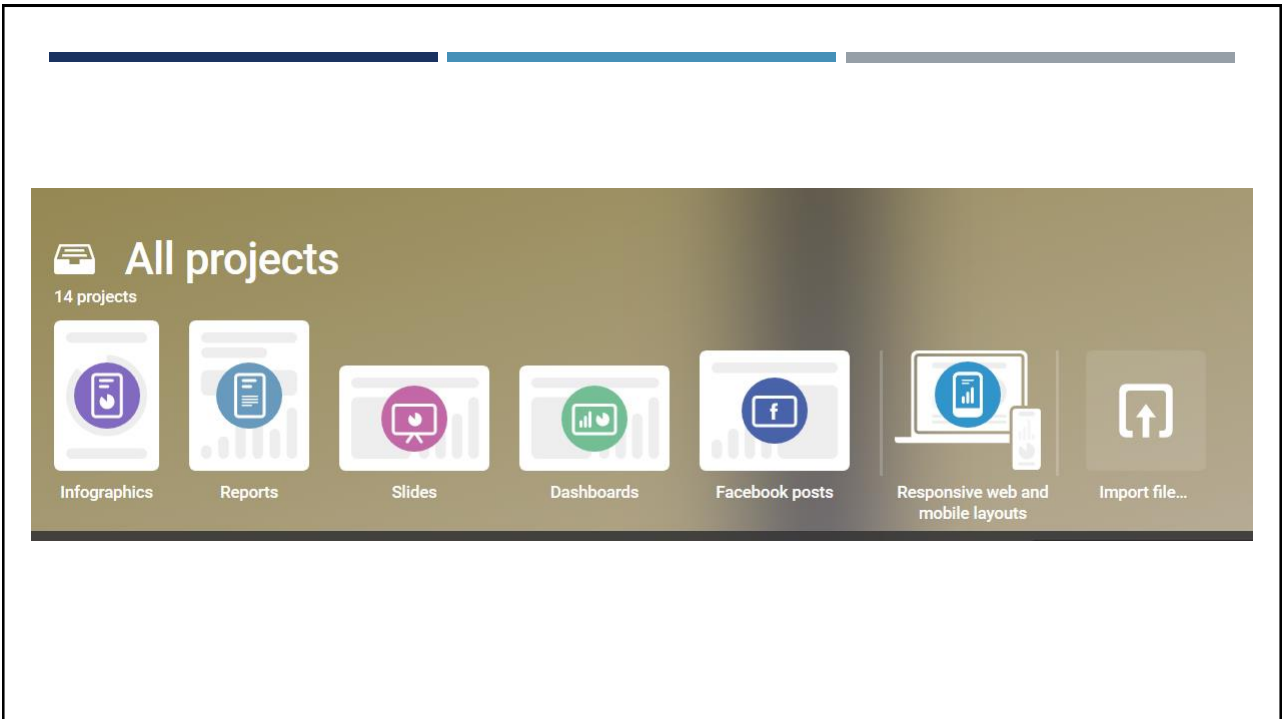 All projects
14 projects
Infographics
Reports
Slides
Dashboards
f
Facebook posts
Responsive web and
mobile layouts
Import file...